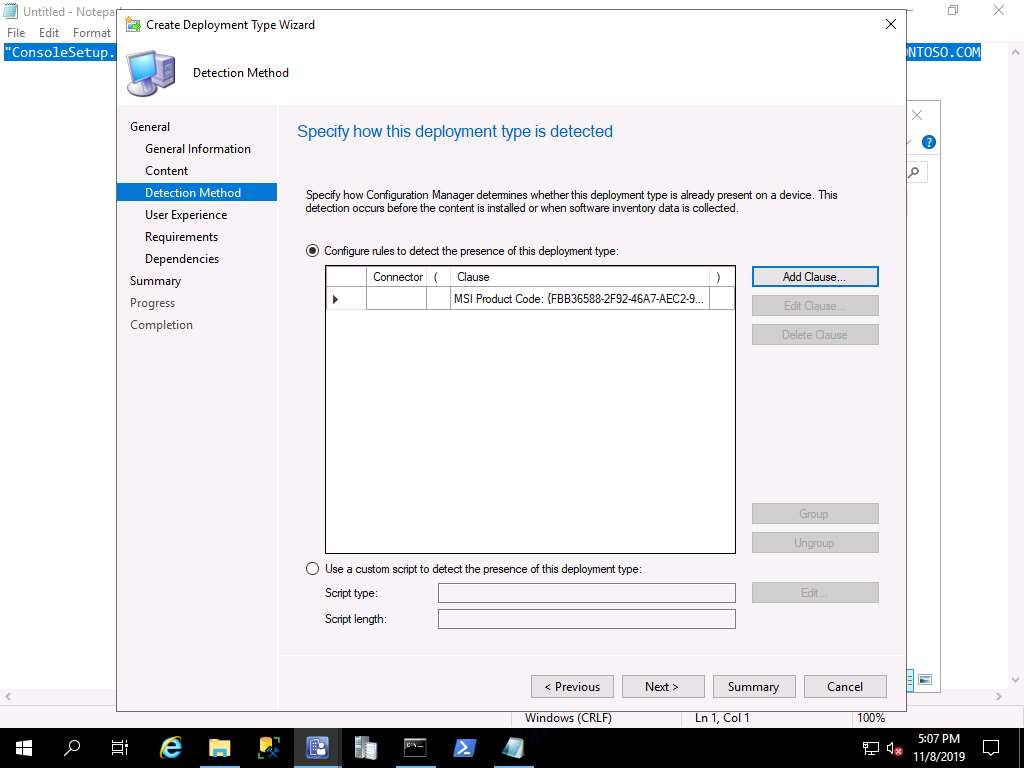 Untitled - Notepa
File Edit Format
"ConsoleSetup.
NTOSO.COM
Create Deployment Type Wizard
Detection Method
General
General Information
Content
Detection Method
User Experience
Requirements
Dependencies
Summary
Progress
Completion
Specify how this deployment type is detected
Specify how Configuration Manager determines whether this deployment type is already present on a device. This
detection occurs before the content is installed or when software inventory data is collected.
Configure rules to detect the presence of this deployment type:
Connector ( Clause )
MSI Product Code: {FBB36588-2F92-46A7-AEC2-9...
Add Clause...
Edit Clause...
Delete Clause
Group
Ungroup
Use a custom script to detect the presence of this deployment type:
Script type:
Edit...
Script length:
< Previous
Next >
Summary
Cancel
Windows (CRLF)
Ln 1, Col 1
100%
5:07 PM
11/8/2019